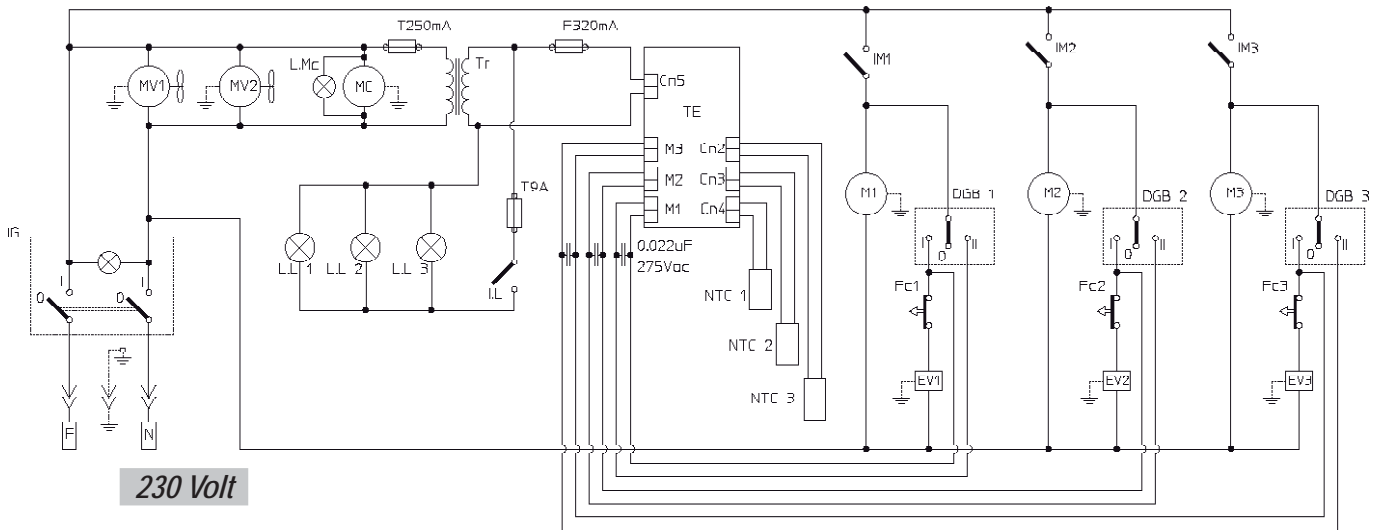 T250mA
F320mA
IM1
IM2
IM3
L.Mc
Tr
MV1
MV2
MC
Cn5
TE
M3
Cn2
M2
Cn3
M1
Cn4
T9A
M1
DGB 1
M2
DGB 2
M3
DGB 3
IG
I
I
0
0
L.L 1
L.L 2
L.L 3
I.L
0.022uF
275Vac
I
0
II
I
0
II
I
0
II
NTC 1
NTC 2
NTC 3
Fc1
Fc2
Fc3
EV1
EV2
EV3
F
N
230 Volt